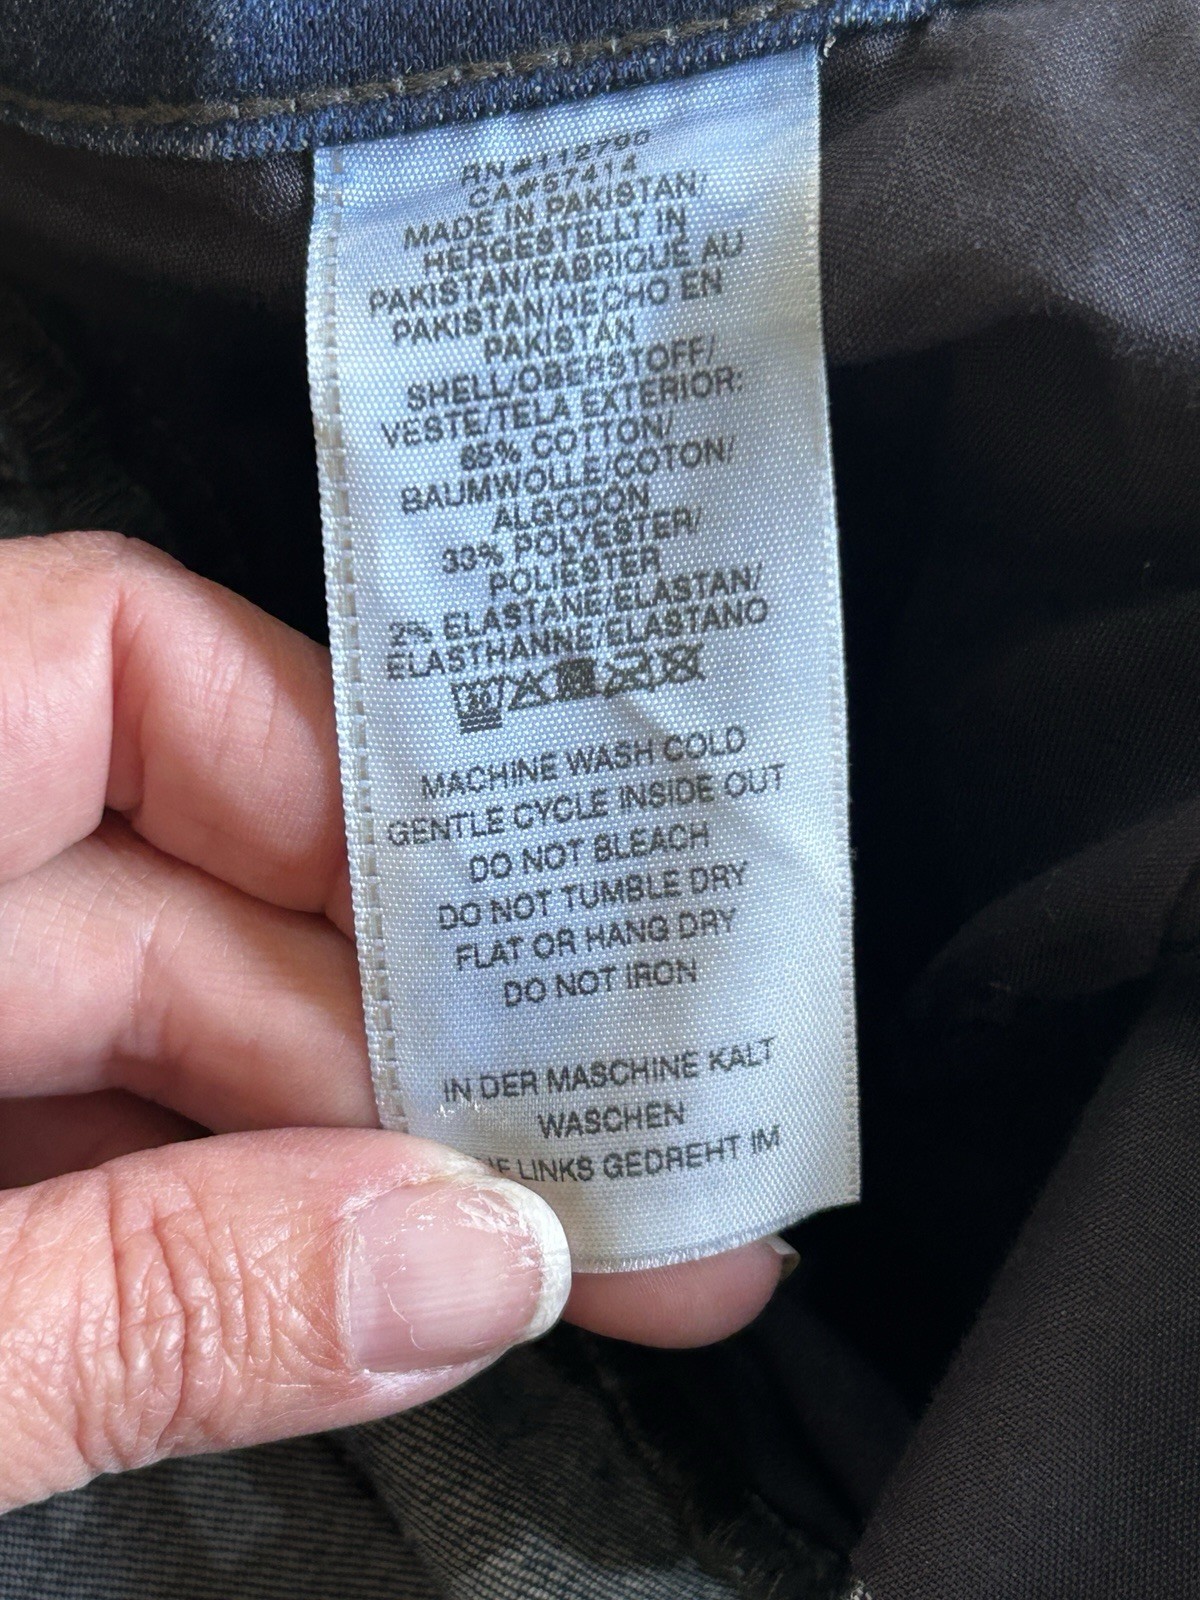 RN#112790
CA#57414
MADE IN PAKISTAN/
HERGESTELLT IN
PAKISTAN/FABRIQUE AU
PAKISTAN/HECHO EN
PAKISTAN
SHELL/OBERSTOFF/
VESTE/TELA EXTERIOR:
65% COTTON/
BAUMWOLLE/COTON/
ALGODÓN
33% POLYESTER/
POLIESTER
2% ELASTANE/ELASTAN/
ELASTHANNE/ELASTANO
30
MACHINE WASH COLD
GENTLE CYCLE INSIDE OUT
DO NOT BLEACH
DO NOT TUMBLE DRY
FLAT OR HANG DRY
DO NOT IRON
IN DER MASCHINE KALT
WASCHEN
LINKS GEDREHT IM